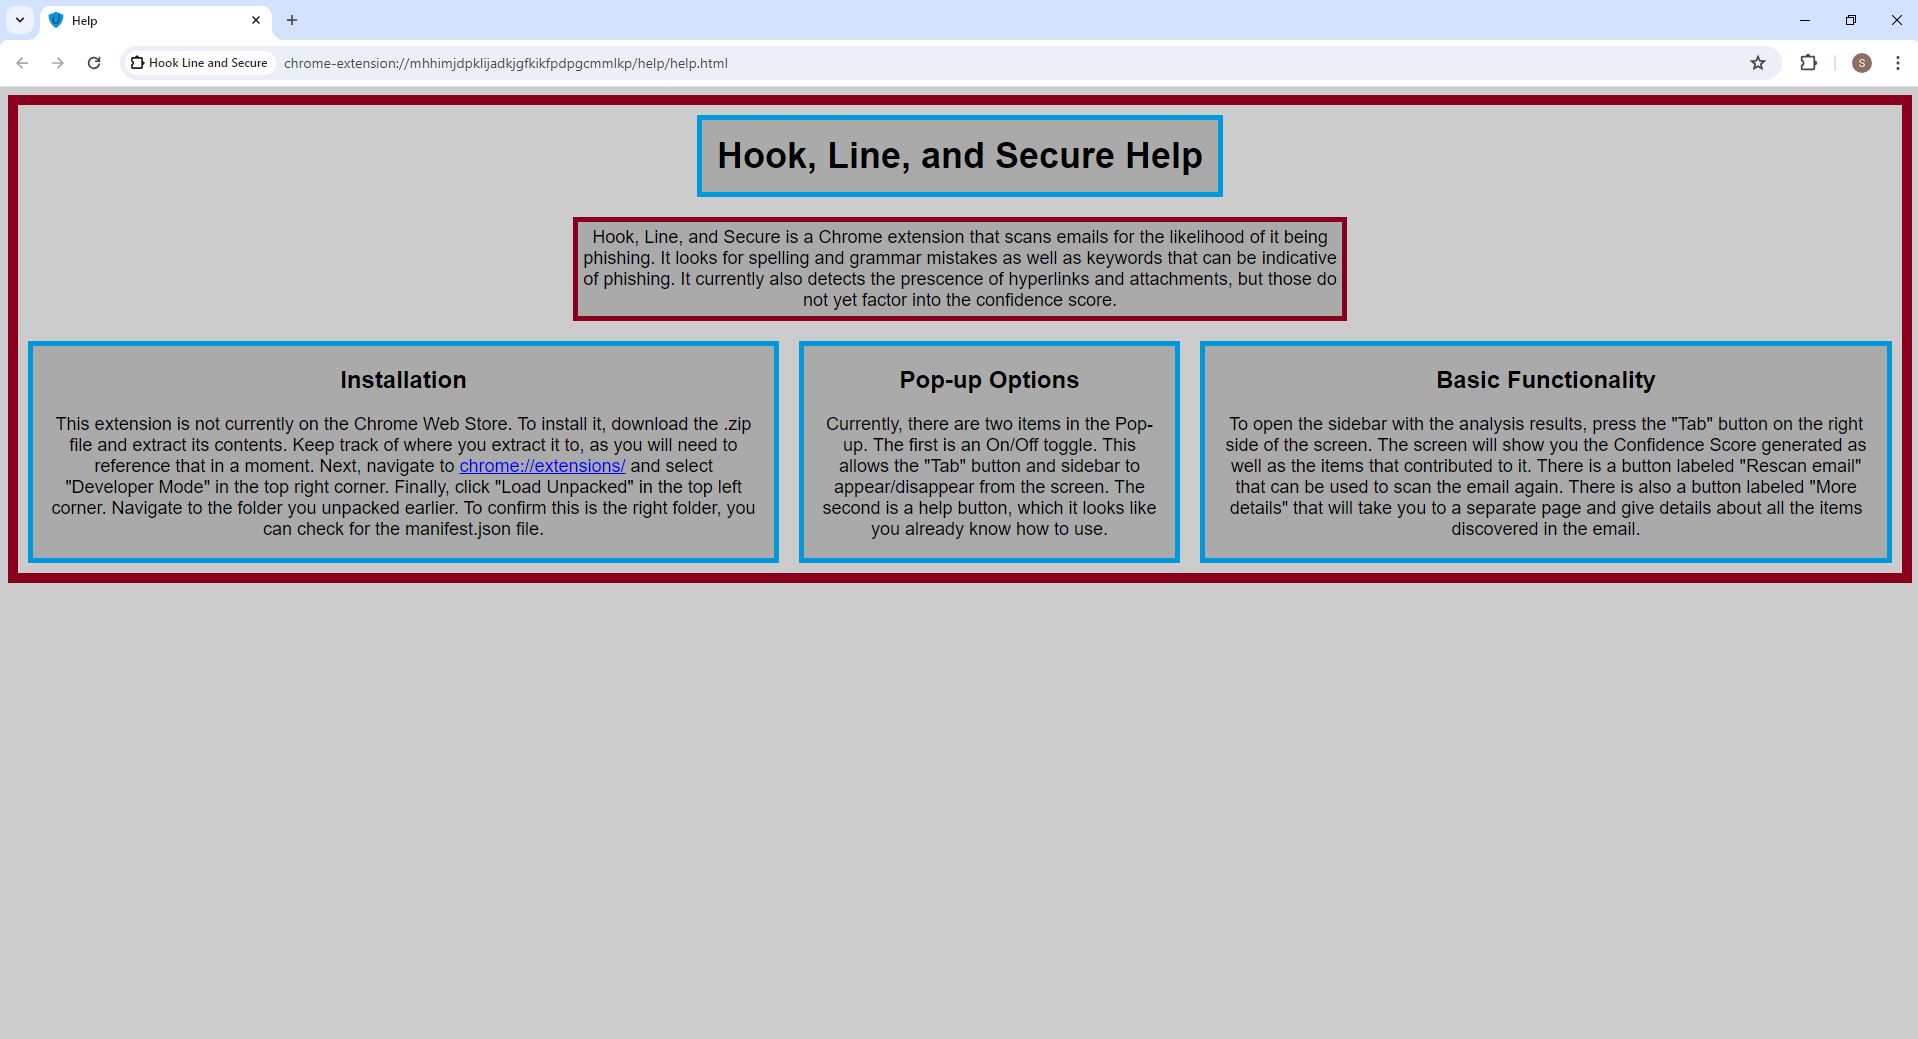 Help
Hook Line and Secure
chrome-extension://mhhimjdpklijadkjgfkikfpdpgcmmlkp/help/help.html
S
Hook, Line, and Secure Help
Hook, Line, and Secure is a Chrome extension that scans emails for the likelihood of it being
phishing. It looks for spelling and grammar mistakes as well as keywords that can be indicative
of phishing. It currently also detects the prescence of hyperlinks and attachments, but those do
not yet factor into the confidence score.
Installation
This extension is not currently on the Chrome Web Store. To install it, download the .zip
file and extract its contents. Keep track of where you extract it to, as you will need to
reference that in a moment. Next, navigate to chrome://extensions/ and select
"Developer Mode" in the top right corner. Finally, click "Load Unpacked" in the top left
corner. Navigate to the folder you unpacked earlier. To confirm this is the right folder, you
can check for the manifest.json file.
Pop-up Options
Currently, there are two items in the Pop-
up. The first is an On/Off toggle. This
allows the "Tab" button and sidebar to
appear/disappear from the screen. The
second is a help button, which it looks like
you already know how to use.
Basic Functionality
To open the sidebar with the analysis results, press the "Tab" button on the right
side of the screen. The screen will show you the Confidence Score generated as
well as the items that contributed to it. There is a button labeled "Rescan email"
that can be used to scan the email again. There is also a button labeled "More
details" that will take you to a separate page and give details about all the items
discovered in the email.